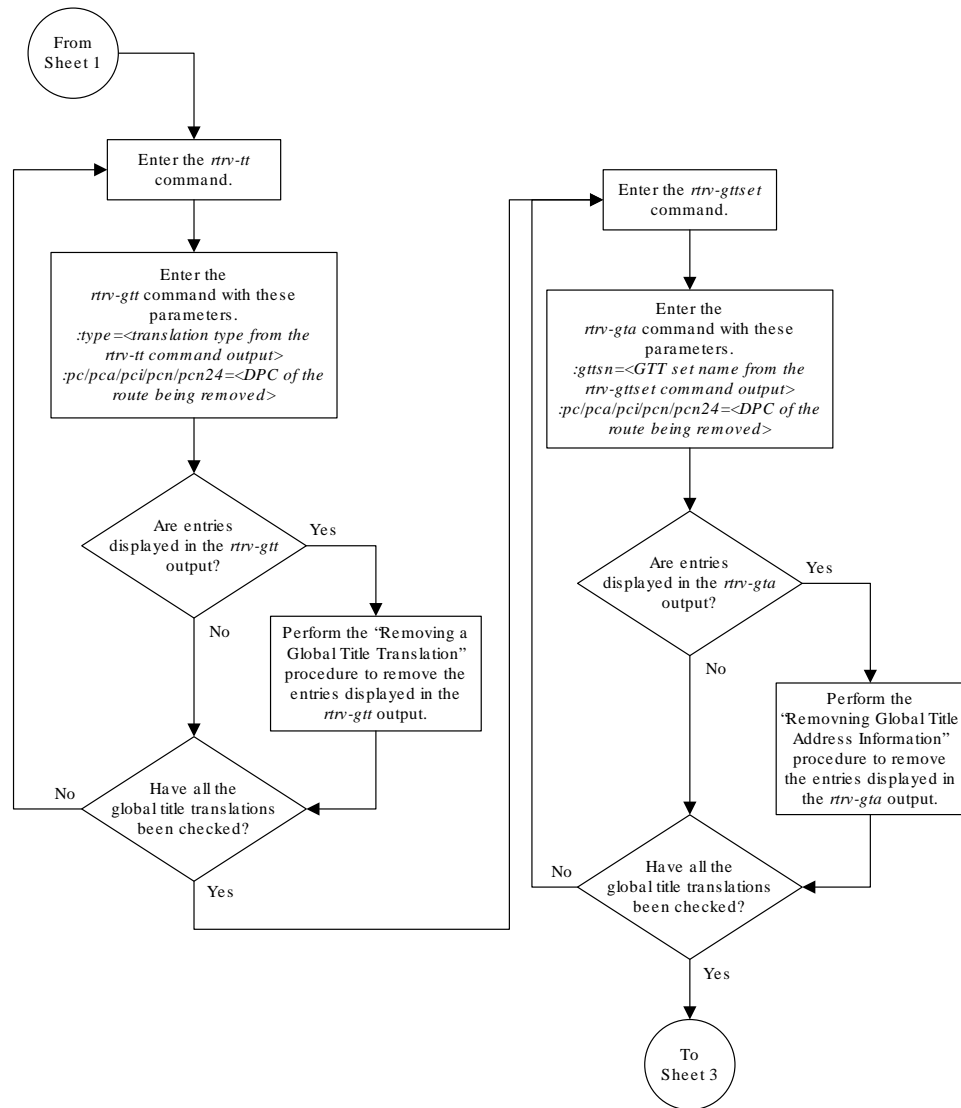 From
Sheet 1
Enter the rtrv-tt
command.
Enter the
rtrv-gtt command with these
parameters.
:type=<translation type from the
rtrv-tt command output>
:pc/pca/pci/pcn/pcn24=<DPC of the
route being removed>
Are entries
displayed in the rtrv-gtt
output?
Yes
No
Perform the “Removing a
Global Title Translation”
procedure to remove the
entries displayed in the
rtrv-gtt output.
Have all the
global title translations
been checked?
No
Yes
Enter the rtrv-gttset
command.
Enter the
rtrv-gta command with these
parameters.
:gttsn=<GTT set name from the
rtrv-gttset command output>
:pc/pca/pci/pcn/pcn24=<DPC of the
route being removed>
Are entries
displayed in the rtrv-gta
output?
Yes
No
Perform the
“Removning Global Title
Address Information”
procedure to remove
the entries displayed in
the rtrv-gta output.
Have all the
global title translations
been checked?
No
Yes
To
Sheet 3